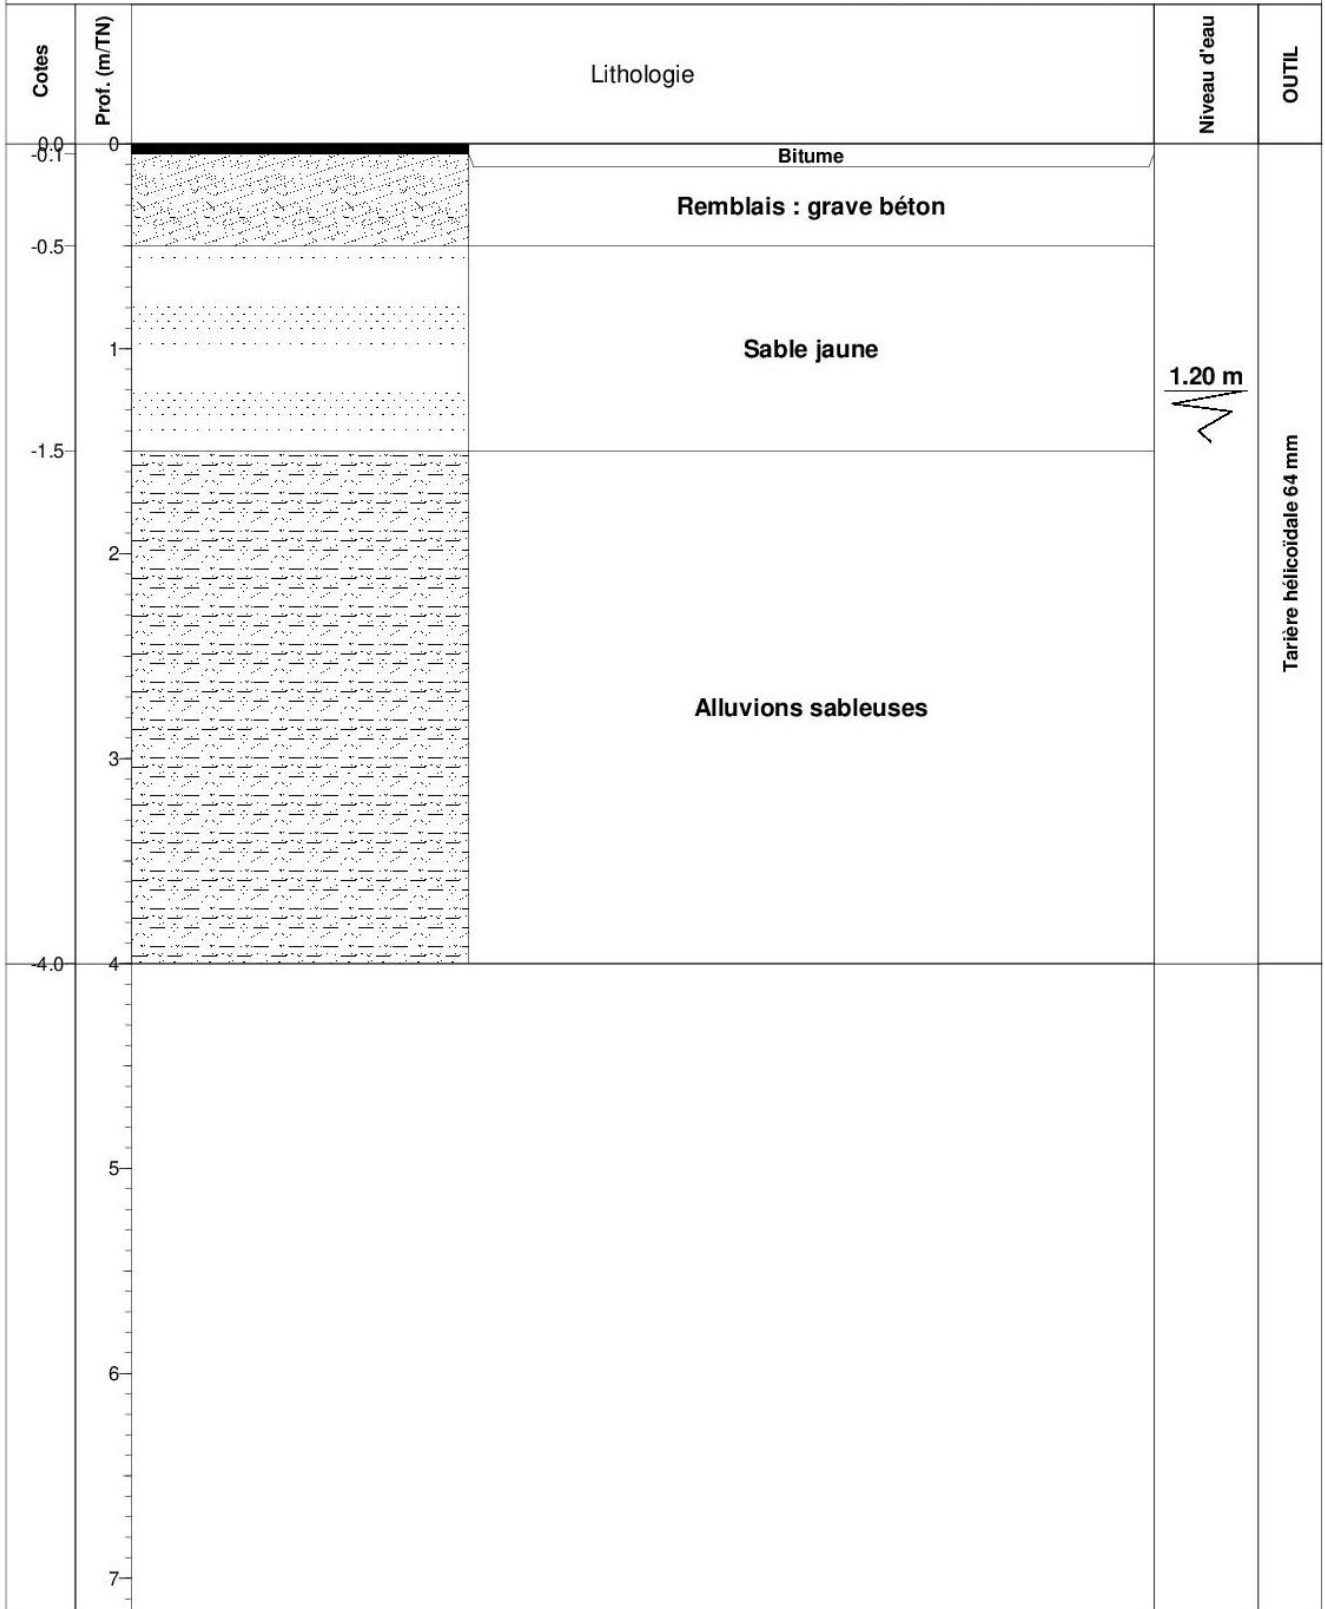 Cotes
Prof. (m/TN)
Lithologie
Niveau d'eau
OUTIL
0.0
0
-0.1
Bitume
Remblais : grave béton
-0.5
1
Sable jaune
1.20 m
-1.5
Tarière hélicoïdale 64 mm
2
Alluvions sableuses
3
-4.0
4
5
6
7